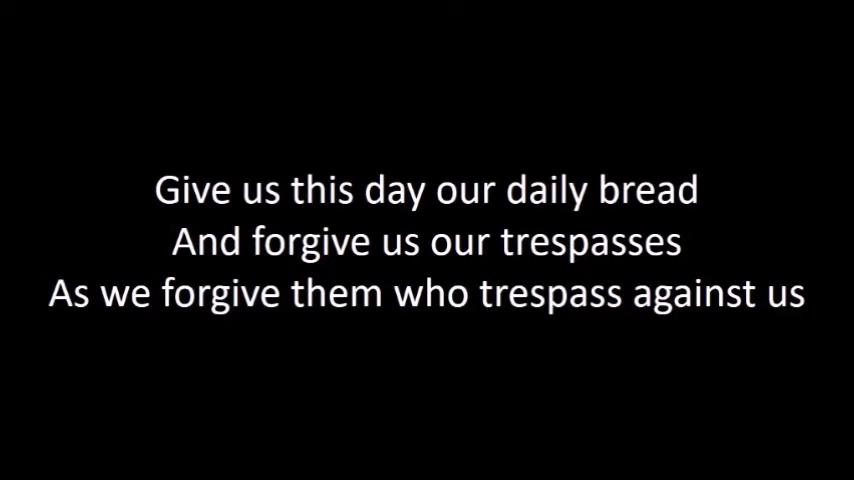 Give us this day our daily bread
And forgive us our trespasses
As we forgive them who trespass against us